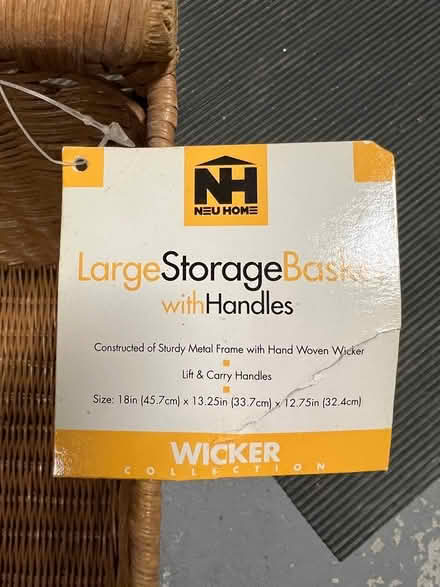 NH
NEU HOME
LargeStorageBasket
withHandles
Constructed of Sturdy Metal Frame with Hand Woven Wicker
Lift & Carry Handles
Size: 18in (45.7cm) x 13.25in (33.7cm) x 12.75in (32.4cm)
WICKER
COLLECTION